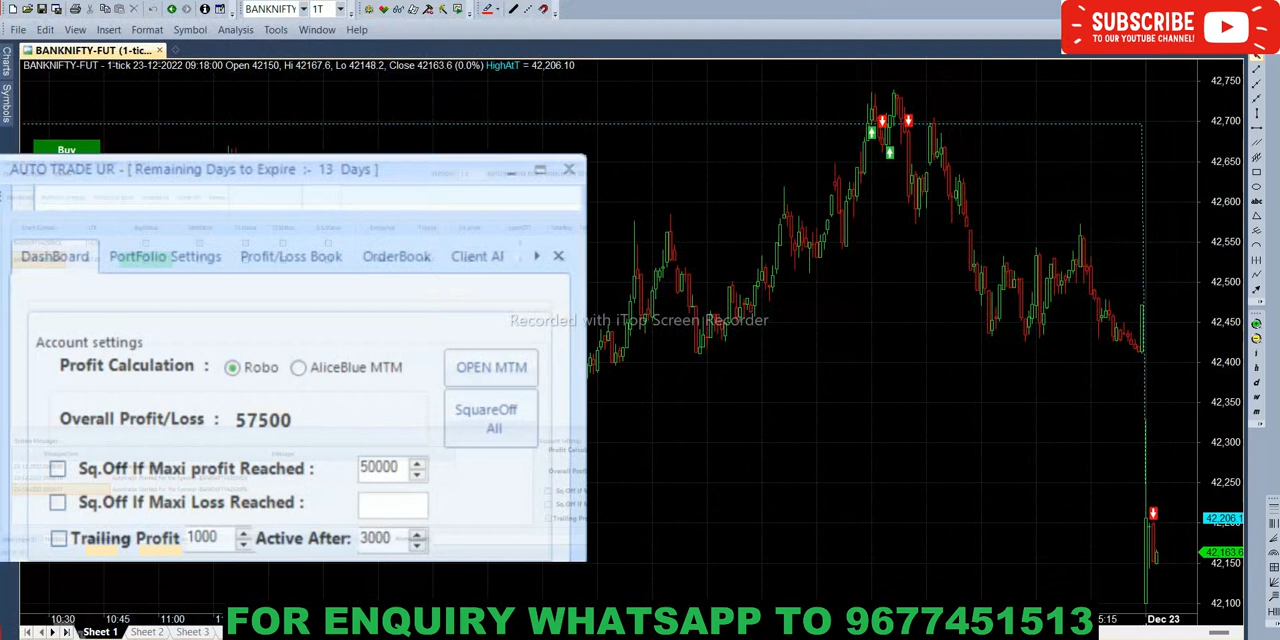 BANKNIFTY
1T
SUBSCRIBE
TO OUR YOUTUBE CHANNEL!
File Edit View Insert Format Symbol Analysis Tools Window Help
BANKNIFTY-FUT (1-tick...
Charts
Symbols
BANKNIFTY-FUT - 1-tick 23-12-2022 09:18:00 Open 42150, Hi 42167.6, Lo 42148.2, Close 42163.6 (0.0%) HighAtT = 42,206.10
42,750
42,700
42,650
42,600
42,550
42,500
42,450
42,400
42,350
42,300
42,250
42,206.1
42,163.6
42,150
42,100
Buy
AUTO TRADE UR - [ Remaining Days to Expire :- 13 Days ]
DashBoard PortFolio Settings Profit/Loss Book OrderBook Client Al
Recorded with iTop Screen Recorder
Account settings
Profit Calculation : Robo AliceBlue MTM OPEN MTM
Overall Profit/Loss : 57500
SquareOff
All
Sq.Off If Maxi profit Reached : 50000
Sq.Off If Maxi Loss Reached :
Trailing Profit 1000 Active After: 3000
abc
10:30 10:45 11:00 5:15 Dec 23
Sheet 1 Sheet 2 Sheet 3
FOR ENQUIRY WHATSAPP TO 9677451513